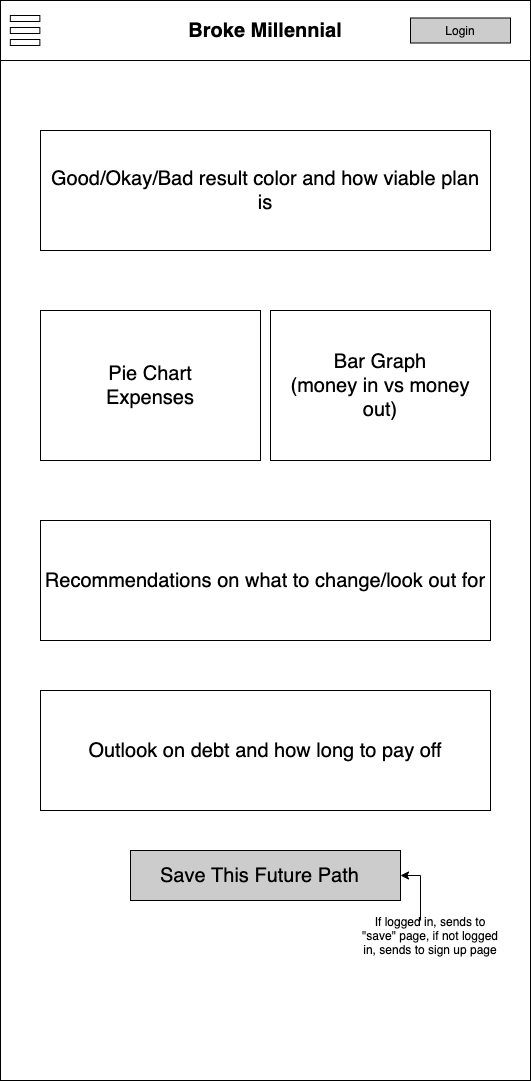 Broke Millennial
Login
Good/Okay/Bad result color and how viable plan
is
Pie Chart
Expenses
Bar Graph
(money in vs money
out)
Recommendations on what to change/look out for
Outlook on debt and how long to pay off
Save This Future Path
If logged in, sends to
"save" page, if not logged
in, sends to sign up page